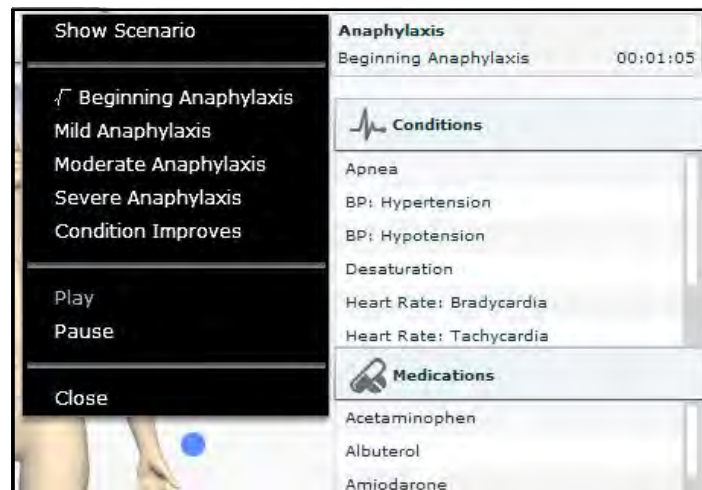 Show Scenario
√ Beginning Anaphylaxis
Mild Anaphylaxis
Moderate Anaphylaxis
Severe Anaphylaxis
Condition Improves
Play
Pause
Close
Anaphylaxis
Beginning Anaphylaxis 00:01:05
Conditions
Apnea
BP: Hypertension
BP: Hypotension
Desaturation
Heart Rate: Bradycardia
Heart Rate: Tachycardia
Medications
Acetaminophen
Albuterol
Amiodarone